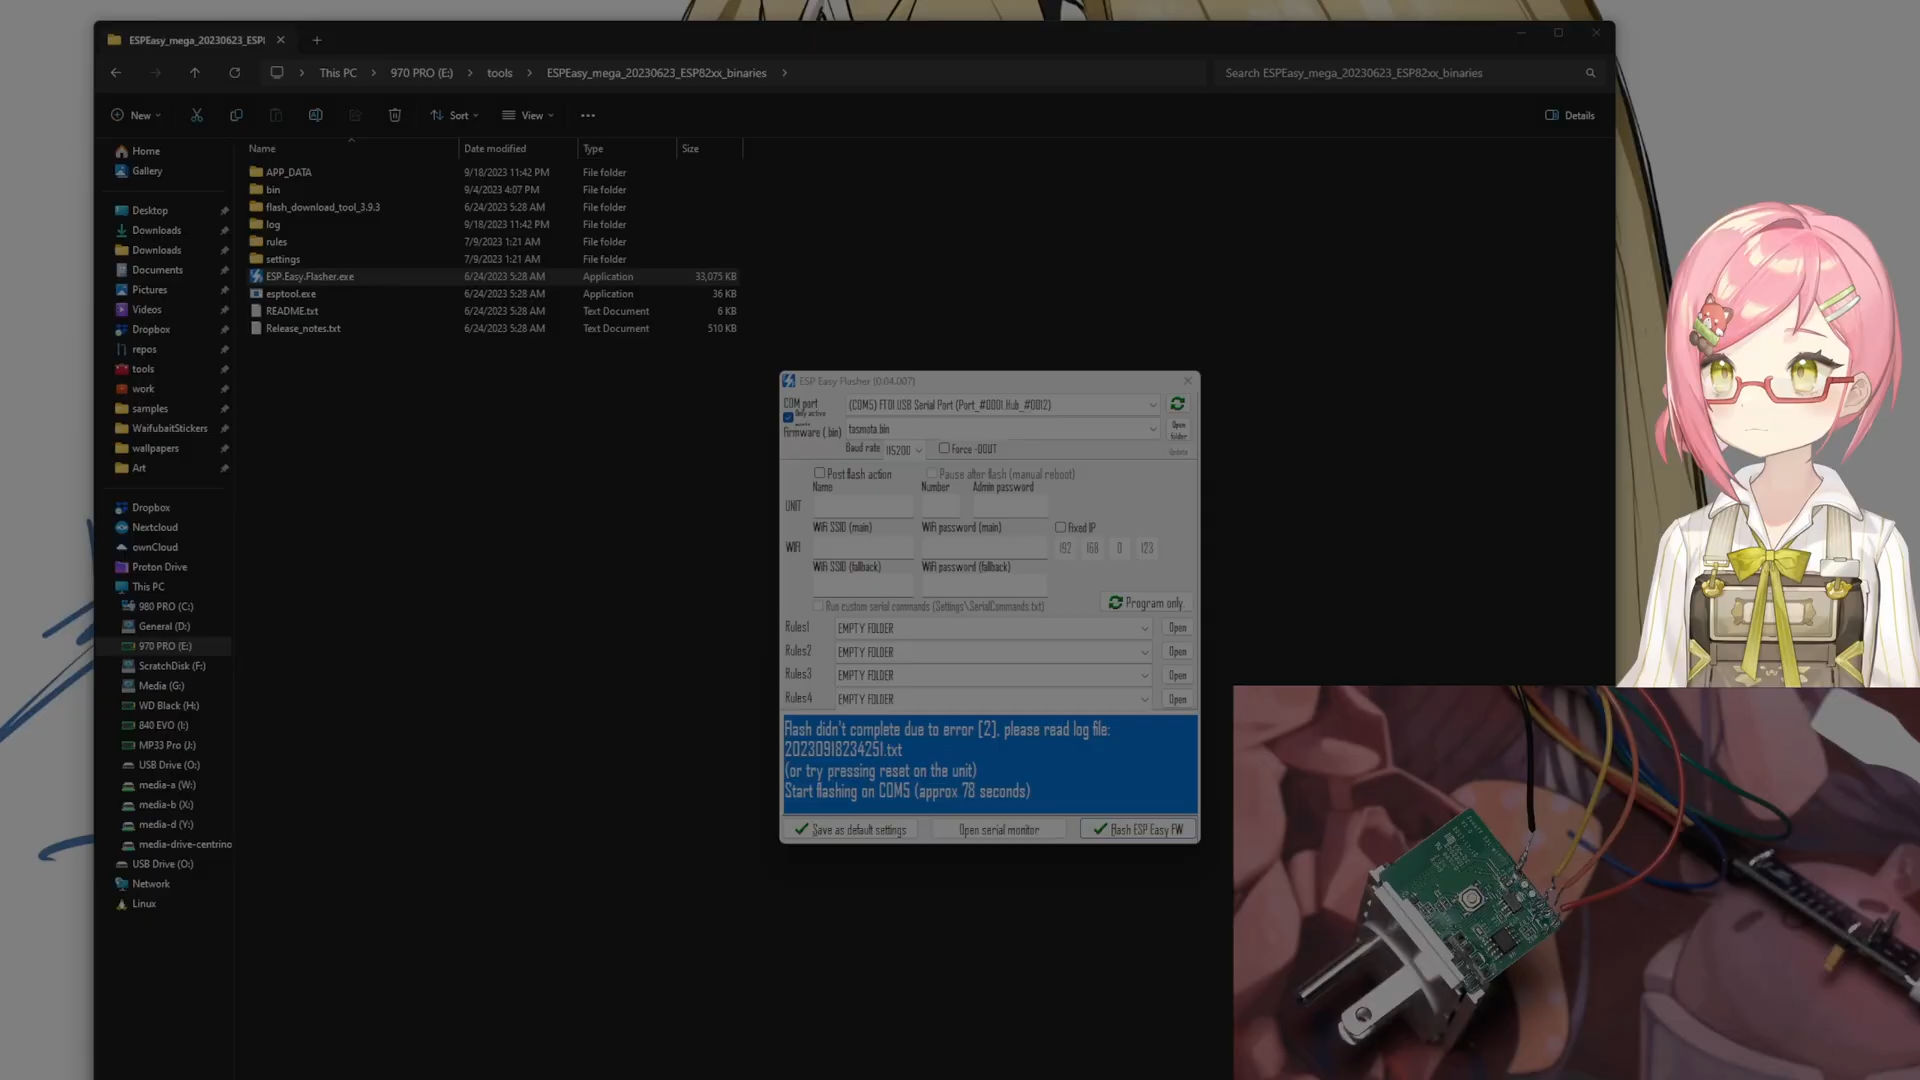 ESPEasy_mega_20230623_ESP
This PC > 970 PRO (E:) > tools > ESPEasy_mega_20230623_ESP82xx_binaries >
Search ESPEasy_mega_20230623_ESP82xx_binaries
New
Sort
View
Details
Name Date modified Type Size
APP_DATA 9/18/2023 11:42 PM File folder
bin 9/4/2023 4:07 PM File folder
flash_download_tool_3.9.3 6/24/2023 5:28 AM File folder
log 9/18/2023 11:42 PM File folder
rules 7/9/2023 1:21 AM File folder
settings 7/9/2023 1:21 AM File folder
ESP.Easy.Flasher.exe 6/24/2023 5:28 AM Application 33,075 KB
esptool.exe 6/24/2023 5:28 AM Application 36 KB
README.txt 6/24/2023 5:28 AM Text Document 6 KB
Release_notes.txt 6/24/2023 5:28 AM Text Document 510 KB
Home
Gallery
Desktop
Downloads
Downloads
Documents
Pictures
Videos
Dropbox
repos
tools
work
samples
WaifubaitStickers
wallpapers
Art
Dropbox
Nextcloud
ownCloud
Proton Drive
This PC
980 PRO (C:)
General (D:)
970 PRO (E:)
ScratchDisk (F:)
Media (G:)
WD Black (H:)
840 EVO (I:)
MP33 Pro (J:)
USB Drive (O:)
media-a (W:)
media-b (X:)
media-d (Y:)
media-drive-centrino
USB Drive (O:)
Network
Linux
ESP Easy Flasher (0.04.007)
COM port (COM5) FTDI USB Serial Port (Port_#0001.Hub_#0012)
Only active
Firmware (.bin) tasmota.bin
Open folder
Baud rate 115200 Force -DOUT
Update
Post flash action Pause after flash (manual reboot)
Name Number Admin password
UNIT
WiFi SSID (main) WiFi password (main) Fixed IP
WIFI 192 168 0 123
WiFi SSID (fallback) WiFi password (fallback)
Run custom serial commands (Settings\SerialCommands.txt) Program only.
Rules1 EMPTY FOLDER Open
Rules2 EMPTY FOLDER Open
Rules3 EMPTY FOLDER Open
Rules4 EMPTY FOLDER Open
Flash didn't complete due to error [2], please read log file:
20230918234251.txt
(or try pressing reset on the unit)
Start flashing on COM5 (approx 78 seconds)
Save as default settings Open serial monitor Flash ESP Easy FW